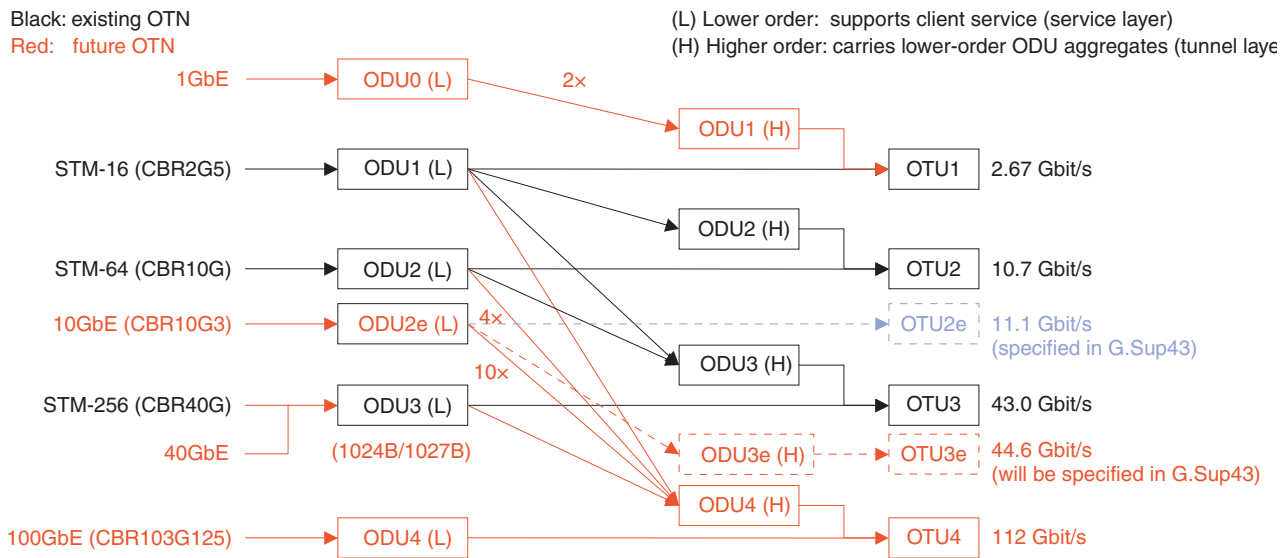 Black: existing OTN
(L) Lower order: supports client service (service layer)
Red: future OTN
(H) Higher order: carries lower-order ODU aggregates (tunnel laye
1GbE
ODU0 (L)
2×
ODU1 (H)
STM-16 (CBR2G5)
ODU1 (L)
OTU1
2.67 Gbit/s
ODU2 (H)
STM-64 (CBR10G)
ODU2 (L)
OTU2
10.7 Gbit/s
10GbE (CBR10G3)
ODU2e (L)
4×
OTU2e
11.1 Gbit/s
(specified in G.Sup43)
10×
ODU3 (H)
STM-256 (CBR40G)
ODU3 (L)
OTU3
43.0 Gbit/s
40GbE
(1024B/1027B)
ODU3e (H)
OTU3e
44.6 Gbit/s
(will be specified in G.Sup43)
ODU4 (H)
100GbE (CBR103G125)
ODU4 (L)
OTU4
112 Gbit/s